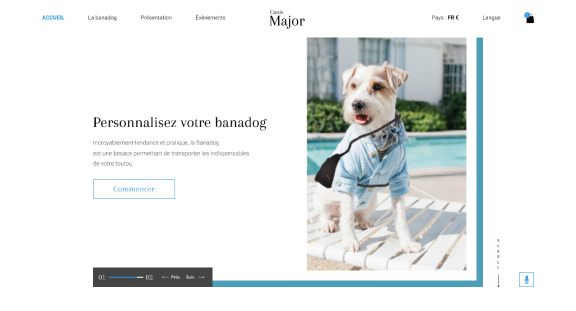 ACCUEIL
La banadog
Présentation
Évènements
Canis
Major
Pays : FR €
Langue
Personnalisez votre banadog
Incroyablement tendance et pratique, la Banadog
est une besace permettant de transporter les indispensables
de votre toutou.
Commencer
01
02
← Préc.
Suiv. →
SCROLL